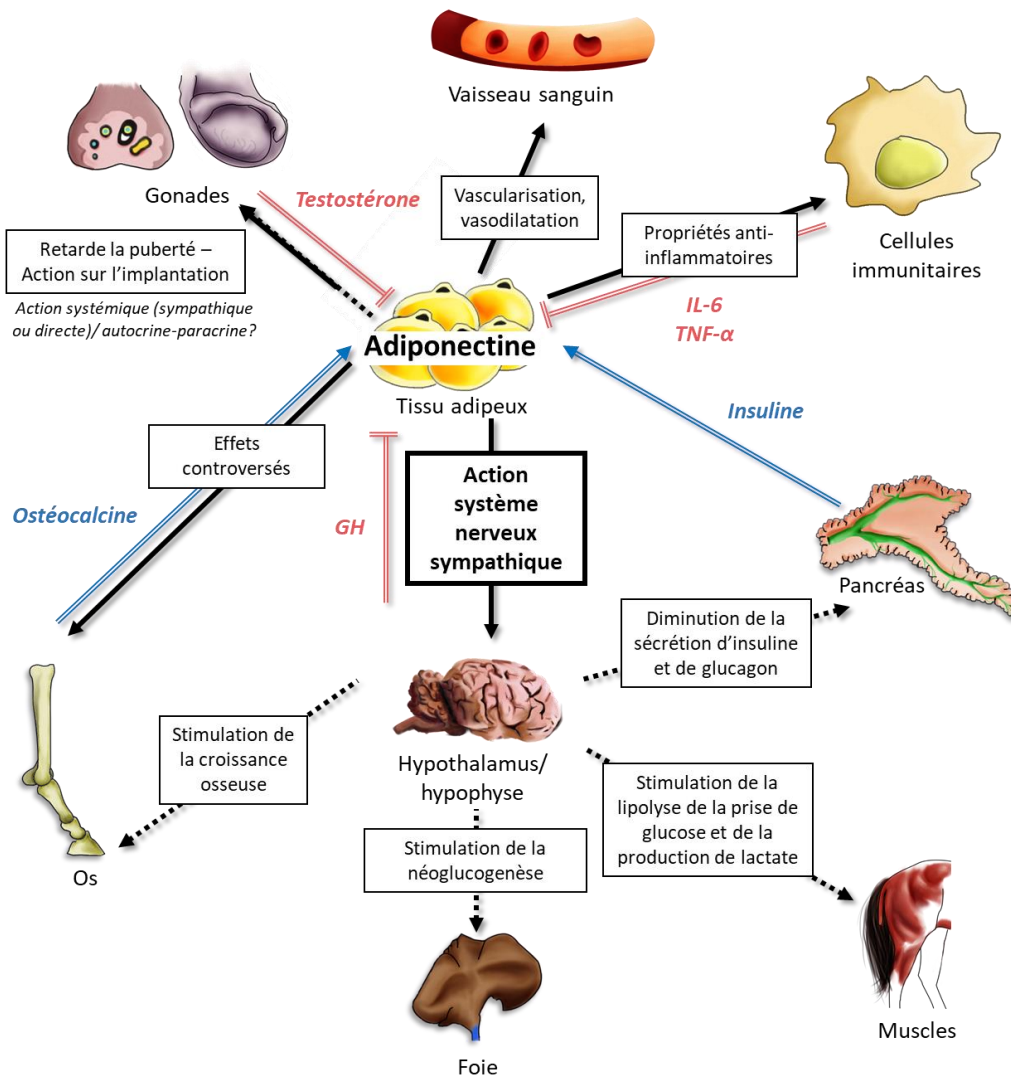 Vaisseau sanguin
Gonades
Testostérone
Vascularisation,
vasodilatation
Retarde la puberté –
Action sur l'implantation
Action systémique (sympathique
ou directe)/ autocrine-paracrine?
Propriétés anti-
inflammatoires
Cellules
immunitaires
IL-6
TNF-α
Adiponectine
Tissu adipeux
Insuline
Effets
controversés
Ostéocalcine
GH
Action
système
nerveux
sympathique
Pancréas
Diminution de la
sécrétion d'insuline
et de glucagon
Stimulation de
la croissance
osseuse
Hypothalamus/
hypophyse
Stimulation de la
lipolyse de la prise de
glucose et de la
production de lactate
Stimulation de la
néoglucogenèse
Os
Muscles
Foie